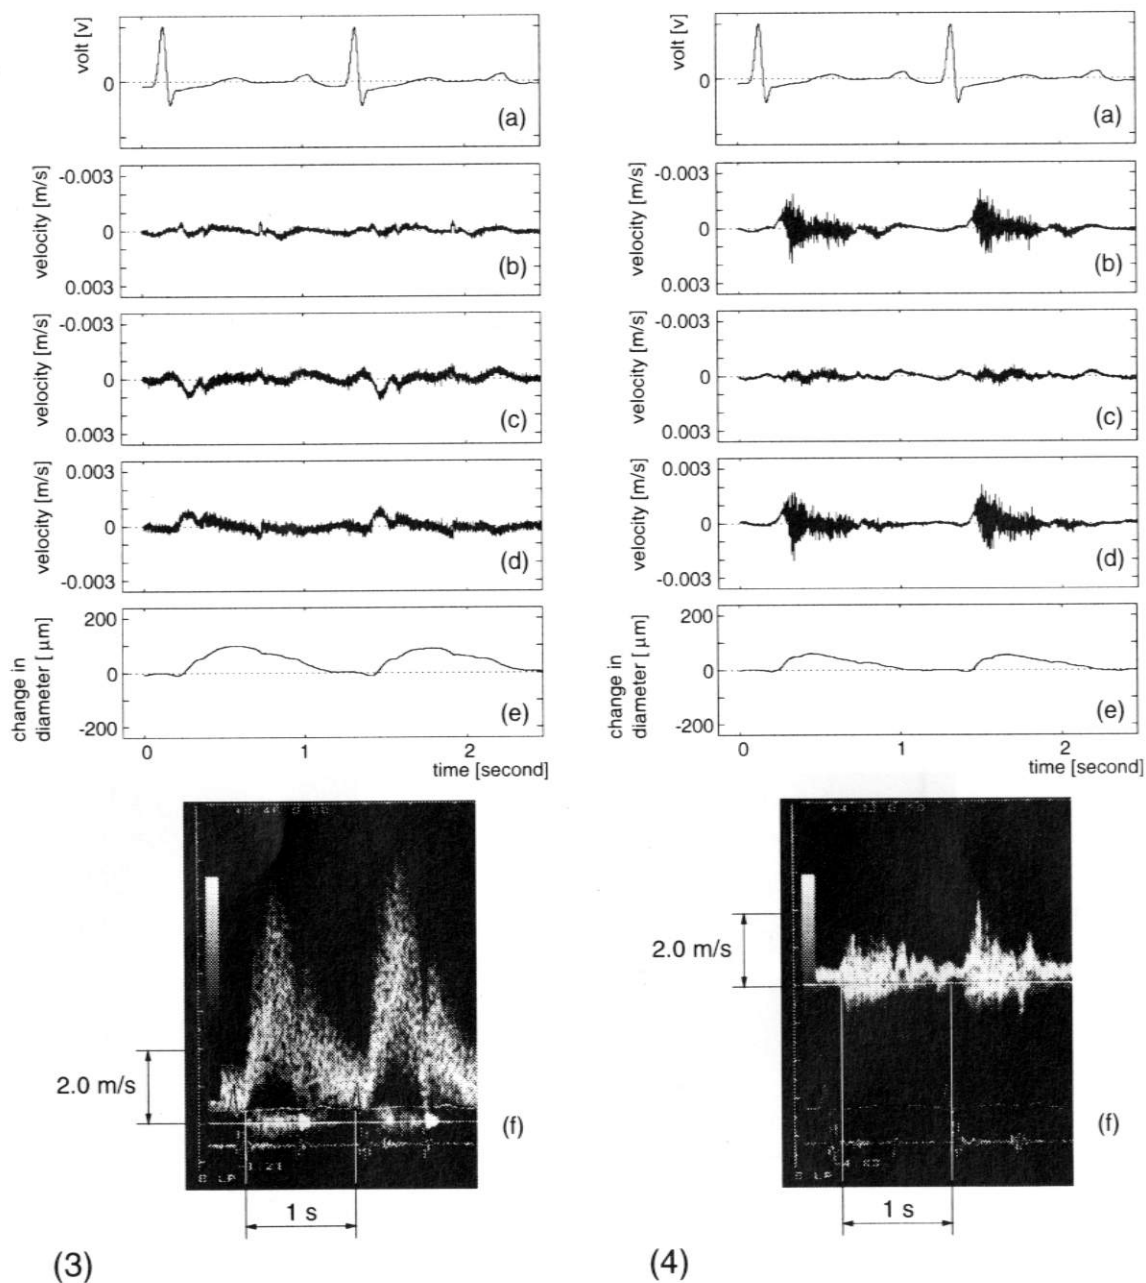 volt [v]
0
(a)
velocity [m/s]
-0.003
0
0.003
(b)
velocity [m/s]
-0.003
0
0.003
(c)
velocity [m/s]
0.003
0
-0.003
(d)
change in
diameter [ μm]
200
0
-200
(e)
0
1
2
time [second]
2.0 m/s
(f)
1 s
(3)
volt [v]
0
(a)
velocity [m/s]
-0.003
0
0.003
(b)
velocity [m/s]
-0.003
0
0.003
(c)
velocity [m/s]
0.003
0
-0.003
(d)
change in
diameter [ μm]
200
0
-200
(e)
0
1
2
time [second]
2.0 m/s
(f)
1 s
(4)